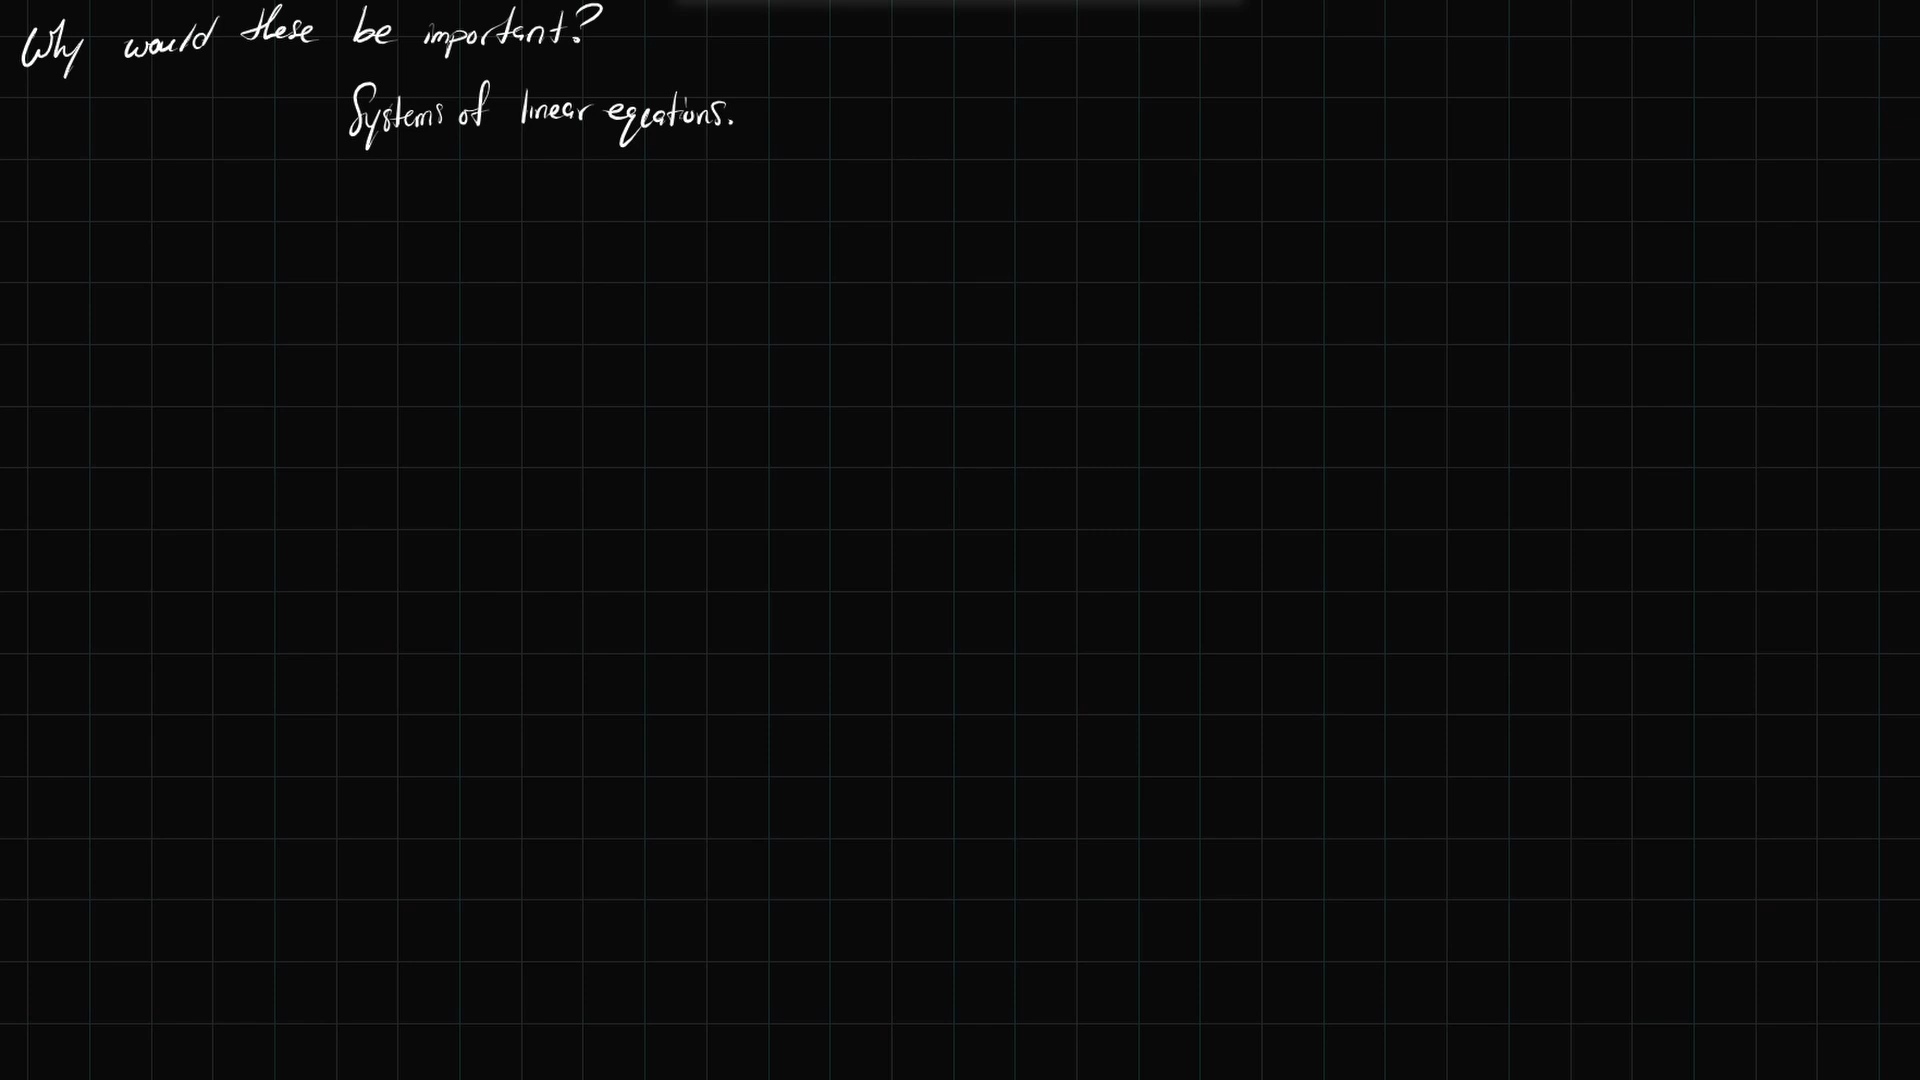 Why would these be important?
Systems of linear equations.